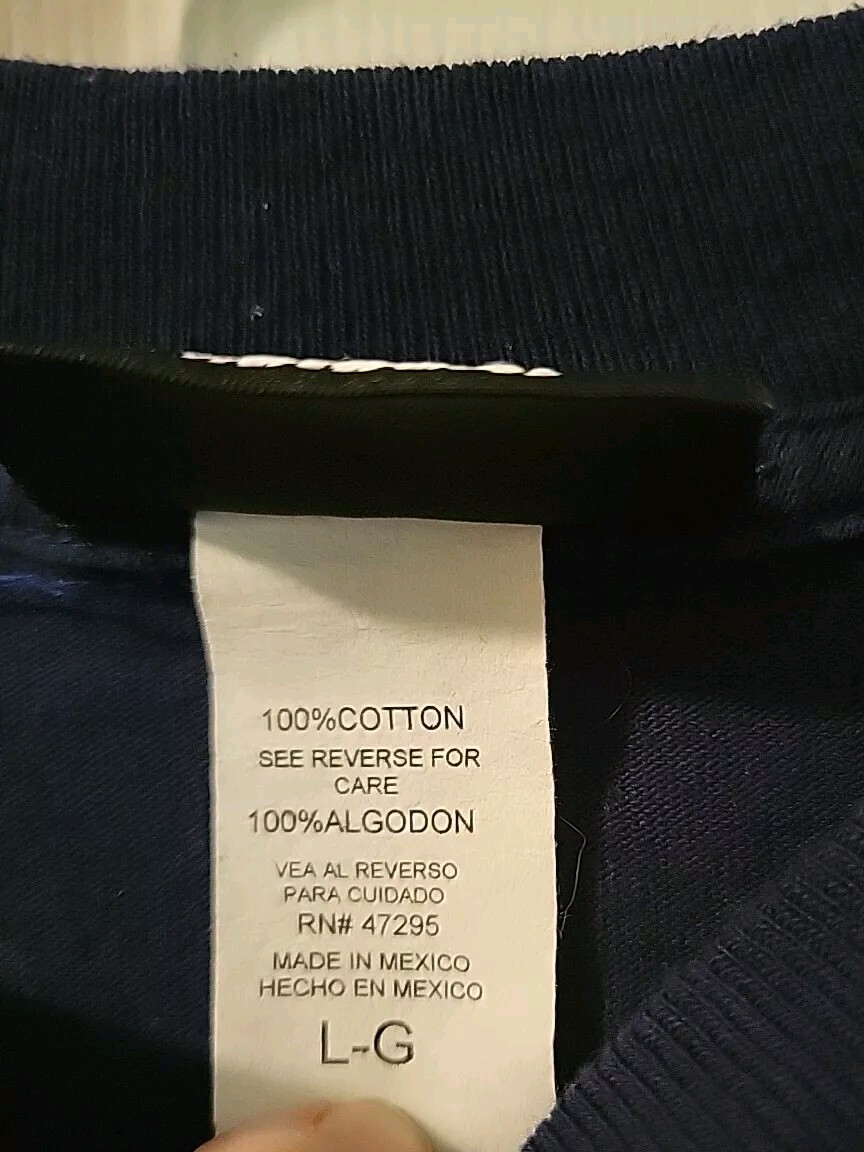 100%COTTON
SEE REVERSE FOR
CARE
100%ALGODON
VEA AL REVERSO
PARA CUIDADO
RN# 47295
MADE IN MEXICO
HECHO EN MEXICO
L-G